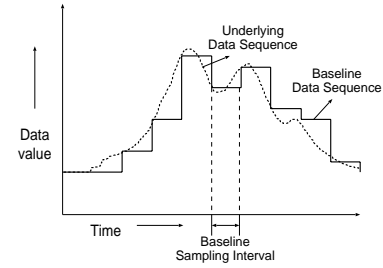 Underlying
Data Sequence
Baseline
Data Sequence
Data
value
Time
Baseline
Sampling Interval